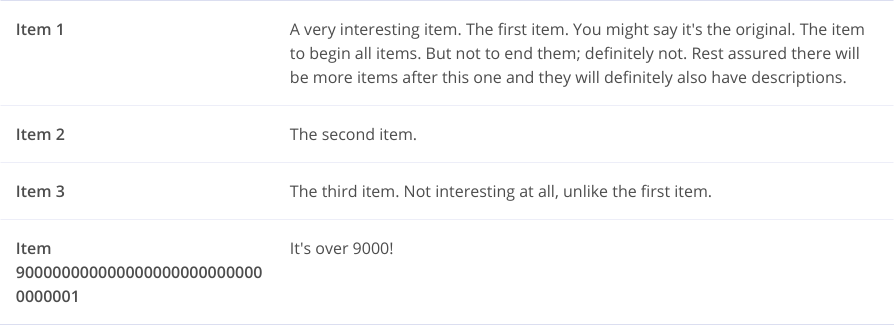 Item 1
A very interesting item. The first item. You might say it's the original. The item
to begin all items. But not to end them; definitely not. Rest assured there will
be more items after this one and they will definitely also have descriptions.
Item 2
The second item.
Item 3
The third item. Not interesting at all, unlike the first item.
Item
9000000000000000000000000000
0000001
It's over 9000!